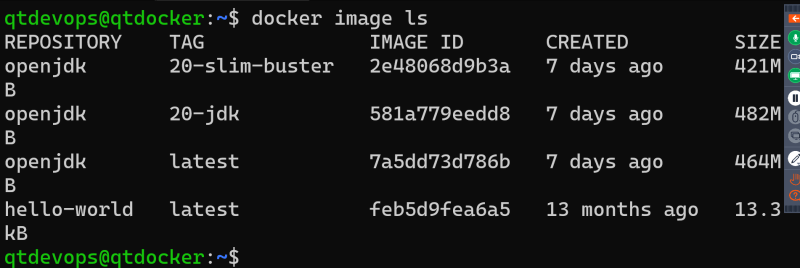 qtdevops@qtdocker:~$ docker image ls
REPOSITORY   TAG              IMAGE ID       CREATED         SIZE
openjdk      20-slim-buster   2e48068d9b3a   7 days ago      421M
B
openjdk      20-jdk           581a779eedd8   7 days ago      482M
B
openjdk      latest           7a5dd73d786b   7 days ago      464M
B
hello-world   latest           feb5d9fea6a5   13 months ago   13.3
kB
qtdevops@qtdocker:~$